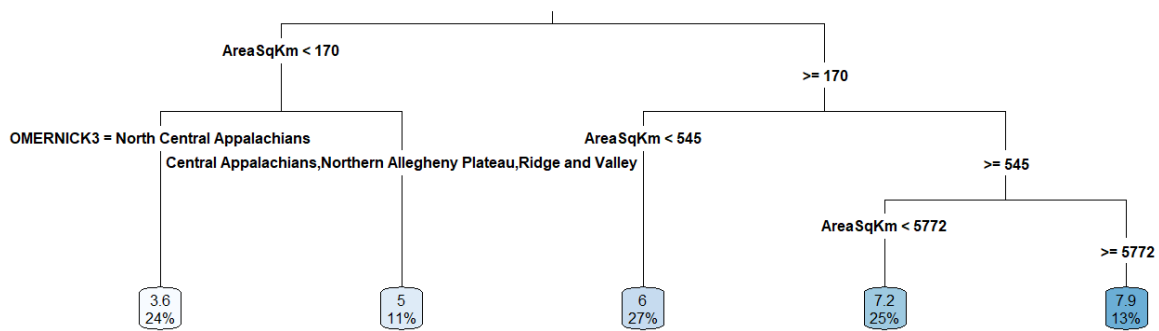 AreaSqKm < 170
>= 170
OMERNICK3 = North Central Appalachians
AreaSqKm < 545
Central Appalachians,Northern Allegheny Plateau,Ridge and Valley
>= 545
AreaSqKm < 5772
>= 5772
3.6
24%
5
11%
6
27%
7.2
25%
7.9
13%